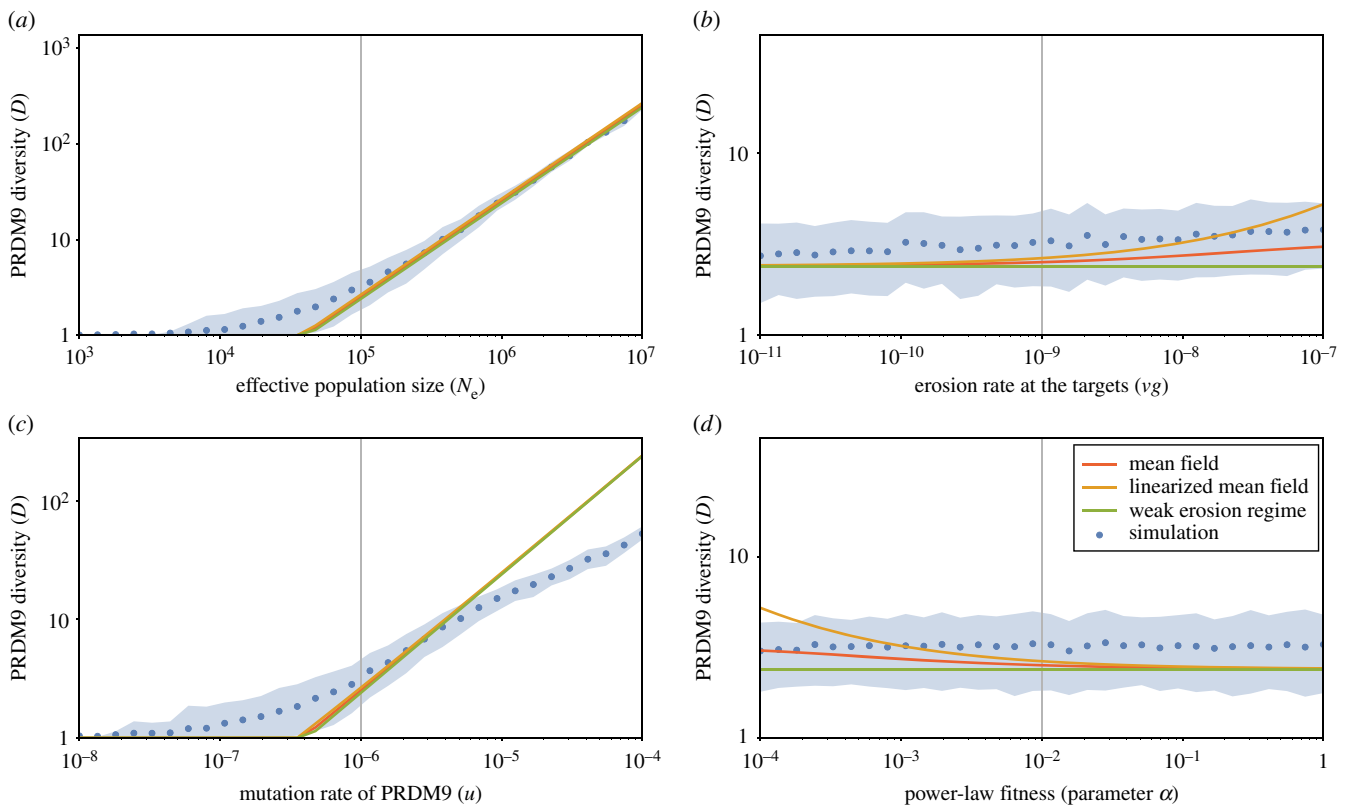 (a)
10³
10²
10
1
PRDM9 diversity (D)
10³ 10⁴ 10⁵ 10⁶ 10⁷
effective population size (Nₑ)
(b)
10
1
PRDM9 diversity (D)
10⁻¹¹ 10⁻¹⁰ 10⁻⁹ 10⁻⁸ 10⁻⁷
erosion rate at the targets (vg)
(c)
10²
10
1
PRDM9 diversity (D)
10⁻⁸ 10⁻⁷ 10⁻⁶ 10⁻⁵ 10⁻⁴
mutation rate of PRDM9 (u)
(d)
mean field
linearized mean field
weak erosion regime
simulation
10
1
PRDM9 diversity (D)
10⁻⁴ 10⁻³ 10⁻² 10⁻¹ 1
power-law fitness (parameter α)